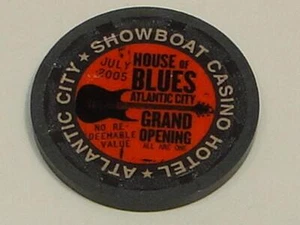 ★ SHOWBOAT CASINO HOTEL ★ ATLANTIC CITY
JULY
2005
HOUSE OF
BLUES
ATLANTIC CITY
GRAND
OPENING
NO RE-
DEEMABLE
VALUE